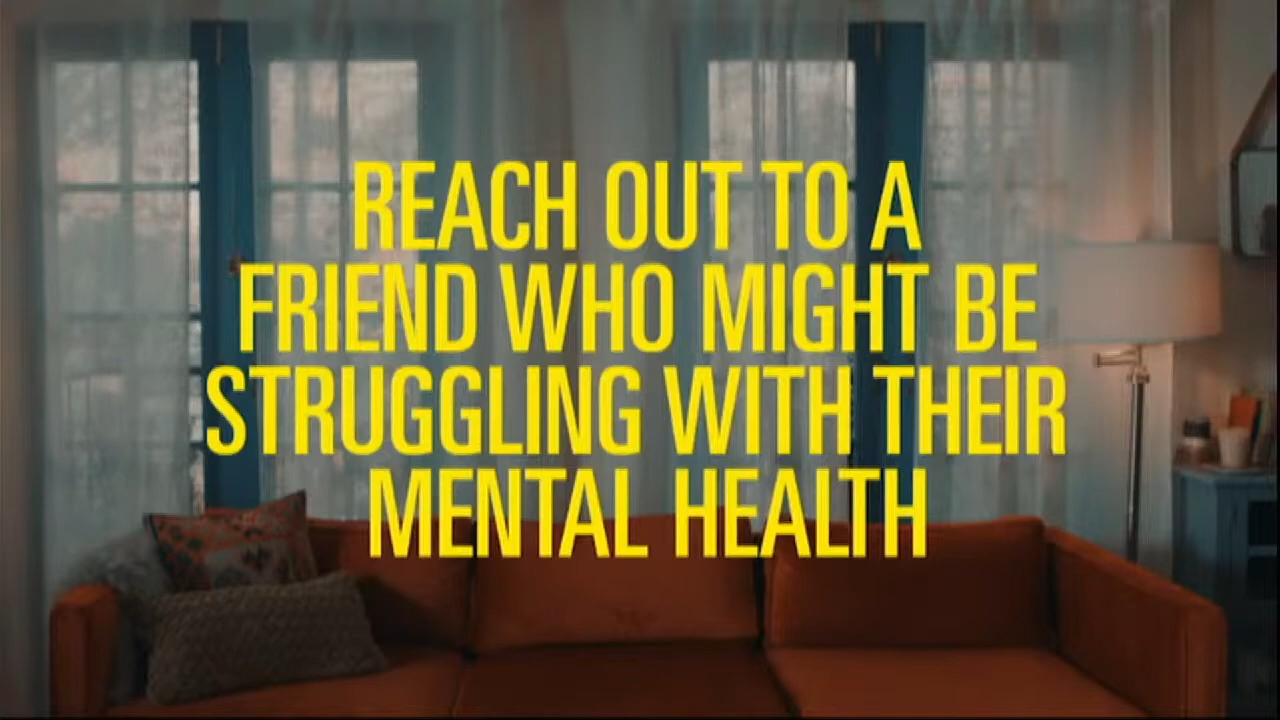 REACH OUT TO A
FRIEND WHO MIGHT BE
STRUGGLING WITH THEIR
MENTAL HEALTH